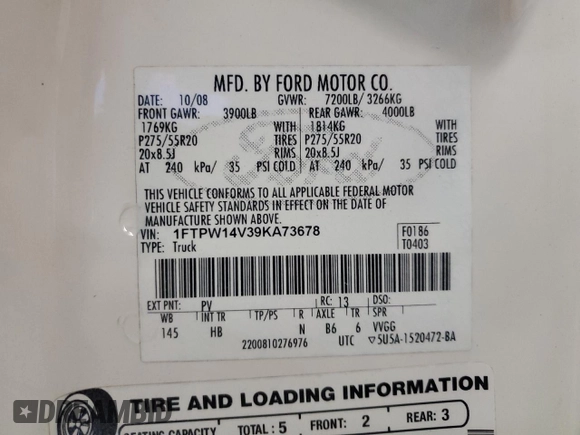 MFD. BY FORD MOTOR CO.
DATE: 10/08 GVWR: 7200LB/ 3266KG
FRONT GAWR: 3900LB REAR GAWR: 4000LB
1769KG WITH 1814KG WITH
P275/55R20 TIRES P275/55R20 TIRES
20x8.5J RIMS 20x8.5J RIMS
AT 240 kPa/ 35 PSI COLD AT 240 kPa/ 35 PSI COLD
THIS VEHICLE CONFORMS TO ALL APPLICABLE FEDERAL MOTOR
VEHICLE SAFETY STANDARDS IN EFFECT ON THE DATE OF
MANUFACTURE SHOWN ABOVE.
VIN: 1FTPW14V39KA73678 F0186
TYPE: Truck T0403
EXT PNT: PV RC: 13 DSO:
WB INT TR TP/PS R AXLE TR SPR
145 HB N B6 6 VVGG
2200810276976 UTC ▽5U5A-1520472-BA
TIRE AND LOADING INFORMATION
SEATING CAPACITY TOTAL: 5 FRONT: 2 REAR: 3
DREAMBID